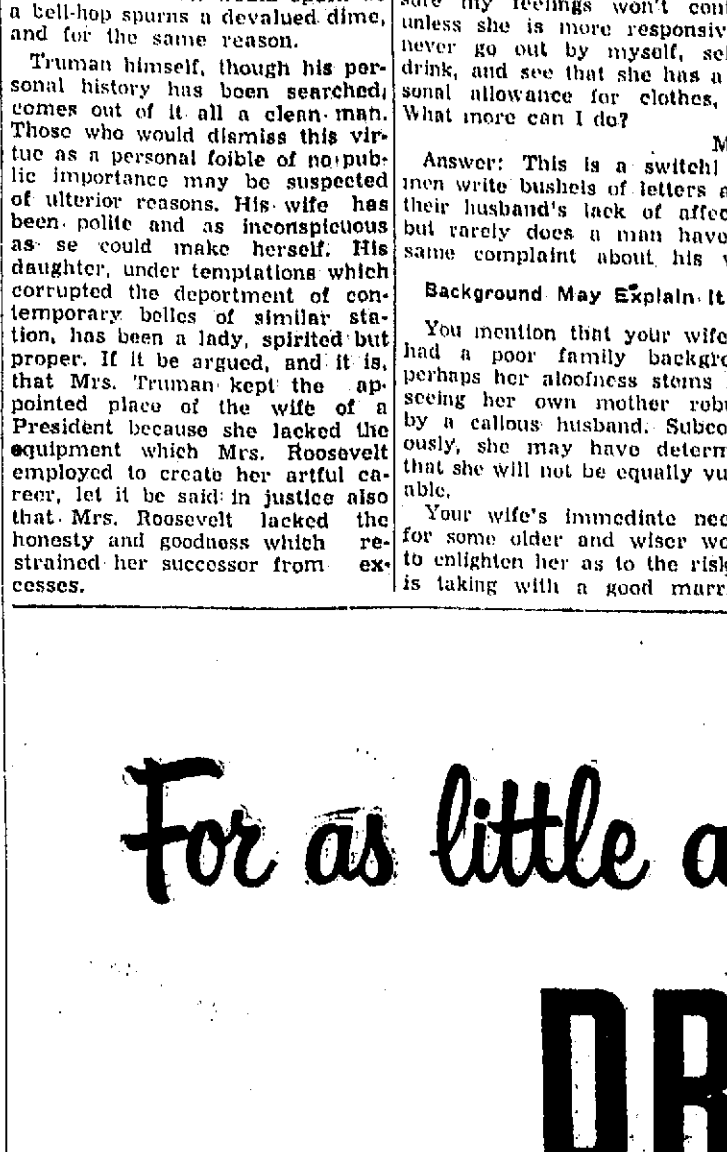 a bell-hop spurns a devalued dime,
and for the same reason.
Truman himself, though his per-
sonal history has been searched,
comes out of it all a clean man.
Those who would dismiss this vir-
tue as a personal foible of no pub-
lic importance may be suspected
of ulterior reasons. His wife has
been polite and as inconspicuous
as se could make herself. His
daughter, under temptations which
corrupted the deportment of con-
temporary belles of similar sta-
tion, has been a lady, spirited but
proper. If it be argued, and it is,
that Mrs. Truman kept the ap-
pointed place of the wife of a
President because she lacked the
equipment which Mrs. Roosevelt
employed to create her artful ca-
reer, let it be said in justice also
that Mrs. Roosevelt lacked the
honesty and goodness which re-
strained her successor from ex-
cesses.
sure my feelings won't
unless she is more
never go out by myself,
drink, and see that she has a
sonal allowance for clothes,
What more can I do?
M
Answer: This is a switch!
men write bushels of letters
their husband's lack of
but rarely does a man have
same complaint about his
Background May Explain It
You mention that your wife
had a poor family
perhaps her aloofness stems
seeing her own mother
by a callous husband.
ously, she may have
that she will not be equally
able.
Your wife's immediate
for some older and wiser
to enlighten her as to the
is taking with a good
For as little a
DR